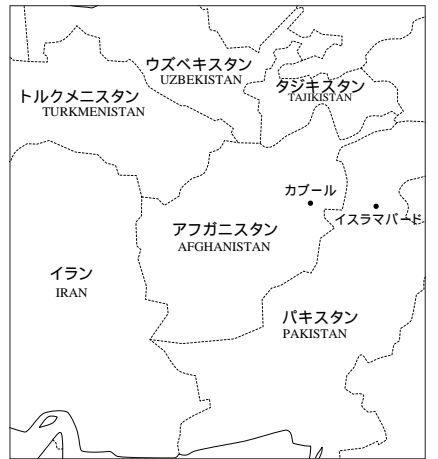 ウズベキスタン
UZBEKISTAN
トルクメニスタン
TURKMENISTAN
タジキスタン
TAJIKISTAN
カブール
イスラマバード
アフガニスタン
AFGHANISTAN
イラン
IRAN
パキスタン
PAKISTAN